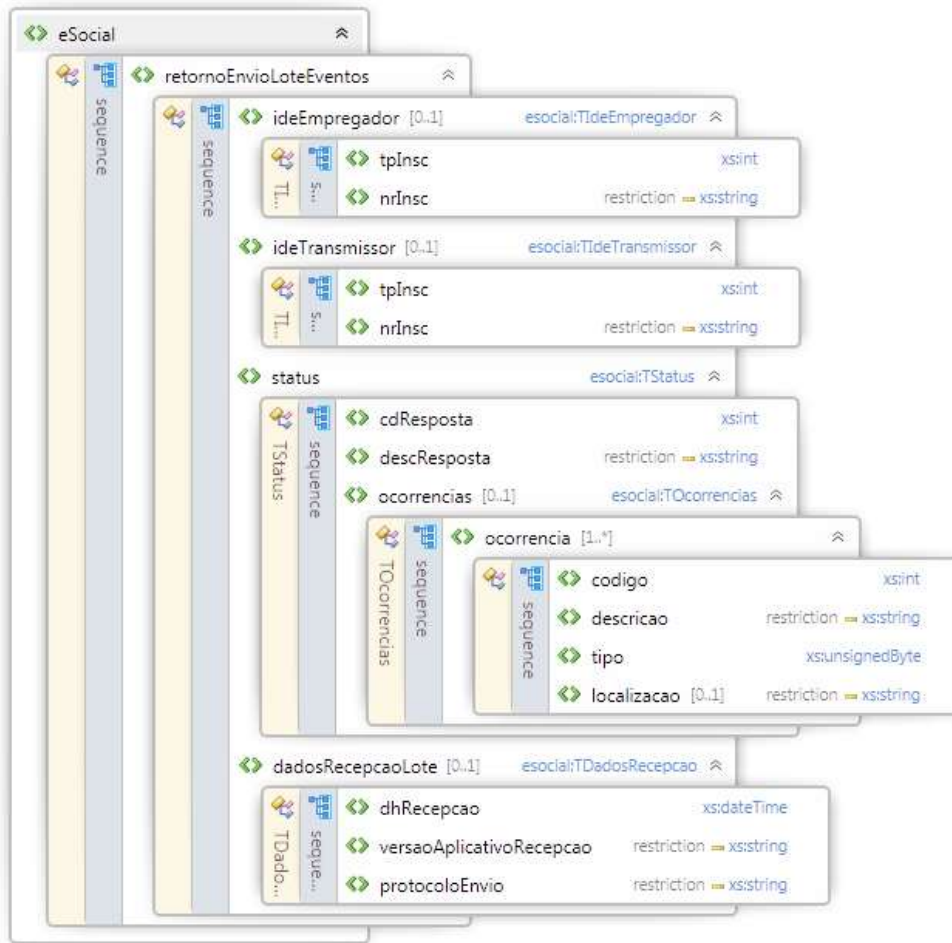 eSocial
sequence
retornoEnvioLoteEventos
sequence
ideEmpregador [0..1] esocial:TIdeEmpregador
TI... s...
tpInsc xs:int
nrInsc restriction xs:string
ideTransmissor [0..1] esocial:TIdeTransmissor
TI... s...
tpInsc xs:int
nrInsc restriction xs:string
status esocial:TStatus
TStatus sequence
cdResposta xs:int
descResposta restriction xs:string
ocorrencias [0..1] esocial:TOcorrencias
TOcorrencias sequence
ocorrencia [1..*]
sequence
codigo xs:int
descricao restriction xs:string
tipo xs:unsignedByte
localizacao [0..1] restriction xs:string
dadosRecepcaoLote [0..1] esocial:TDadosRecepcao
TDado... seque...
dhRecepcao xs:dateTime
versaoAplicativoRecepcao restriction xs:string
protocoloEnvio restriction xs:string